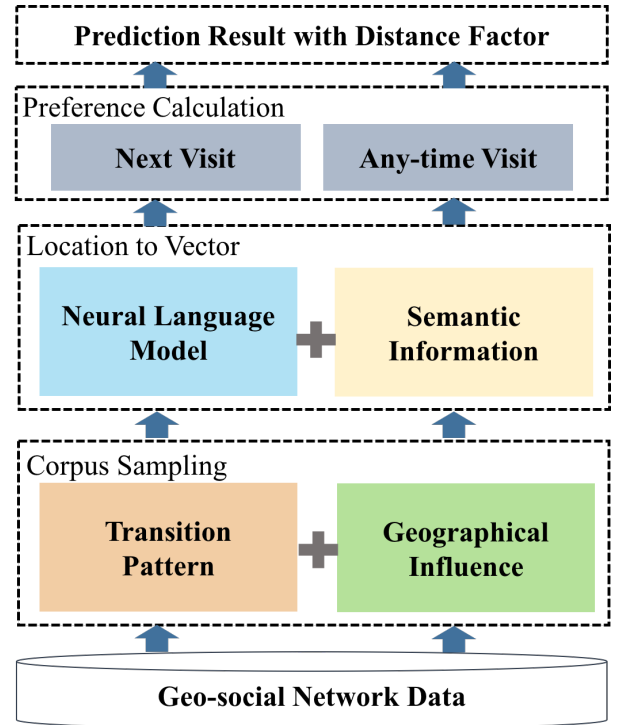 Prediction Result with Distance Factor
Preference Calculation
Next Visit
Any-time Visit
Location to Vector
Neural Language
Model
Semantic
Information
Corpus Sampling
Transition
Pattern
Geographical
Influence
Geo-social Network Data